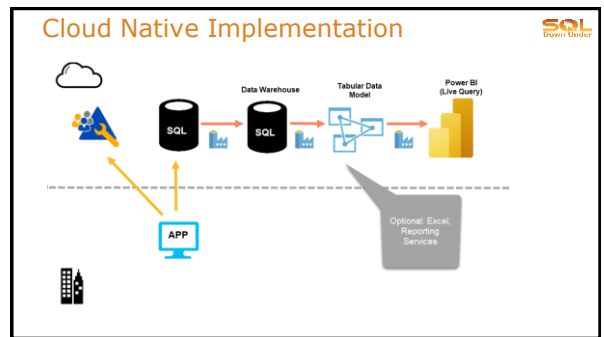 Cloud Native Implementation
SQL
Down Under
Data Warehouse
Tabular Data
Model
Power BI
(Live Query)
SQL
SQL
APP
Optional: Excel,
Reporting
Services